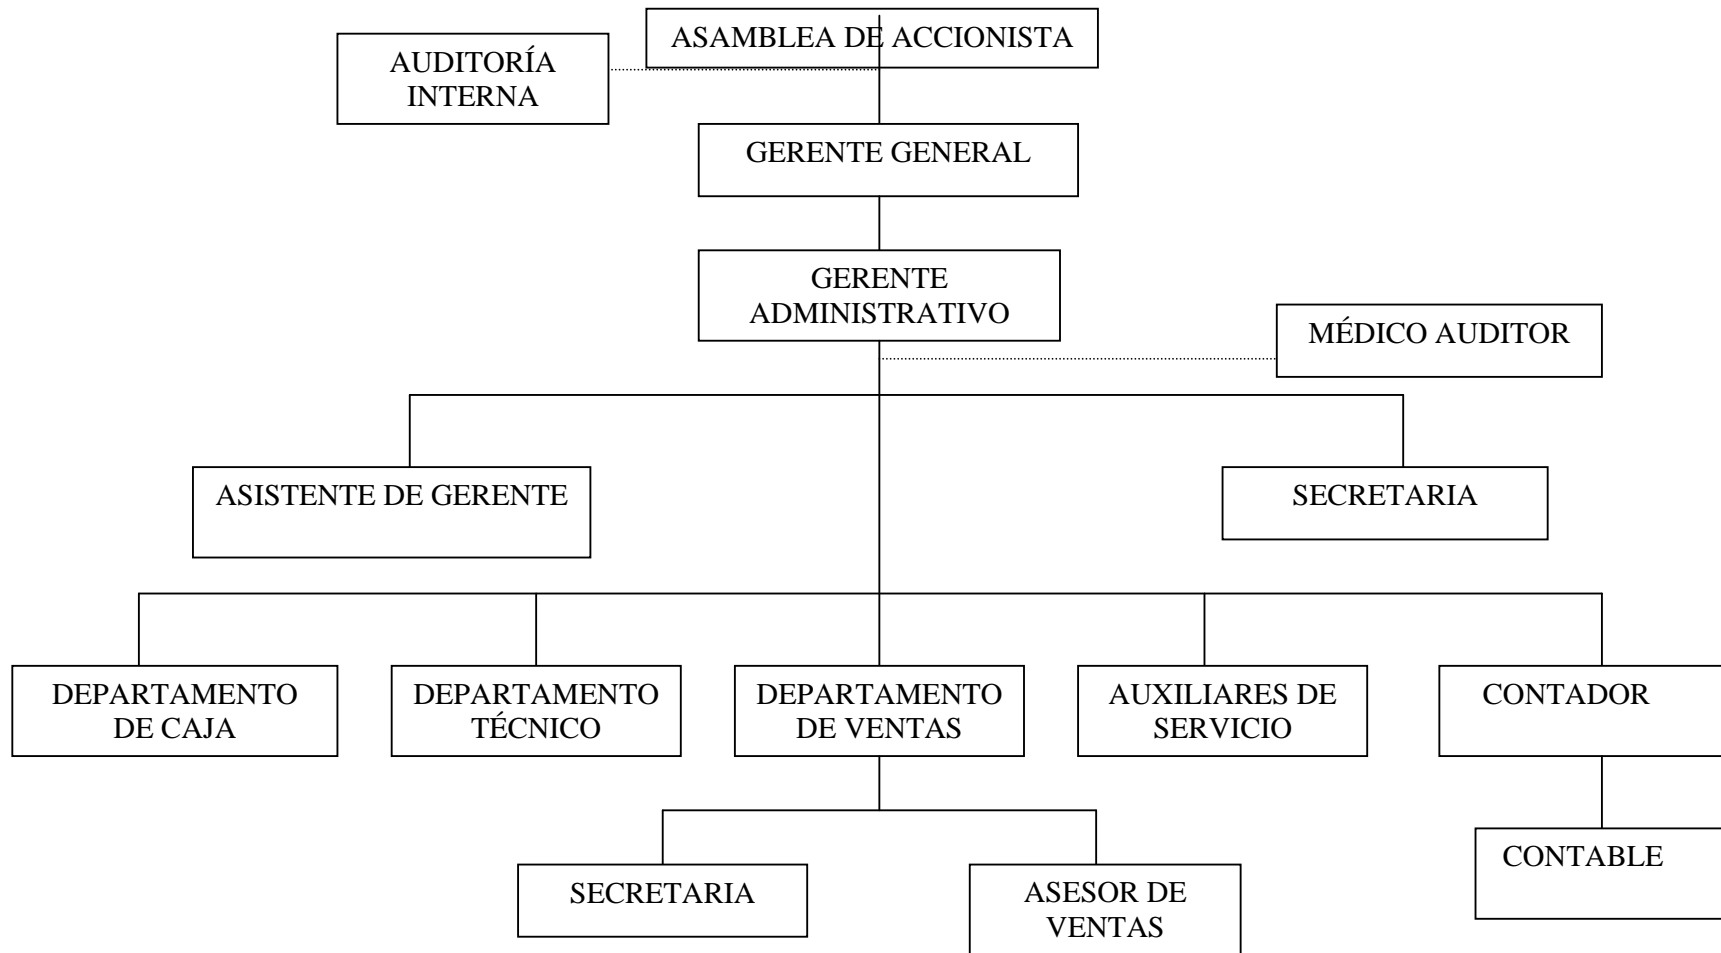 ASAMBLEA DE ACCIONISTA
AUDITORÍA
INTERNA
GERENTE GENERAL
GERENTE
ADMINISTRATIVO
MÉDICO AUDITOR
ASISTENTE DE GERENTE
SECRETARIA
DEPARTAMENTO
DE CAJA
DEPARTAMENTO
TÉCNICO
DEPARTAMENTO
DE VENTAS
AUXILIARES DE
SERVICIO
CONTADOR
SECRETARIA
ASESOR DE
VENTAS
CONTABLE